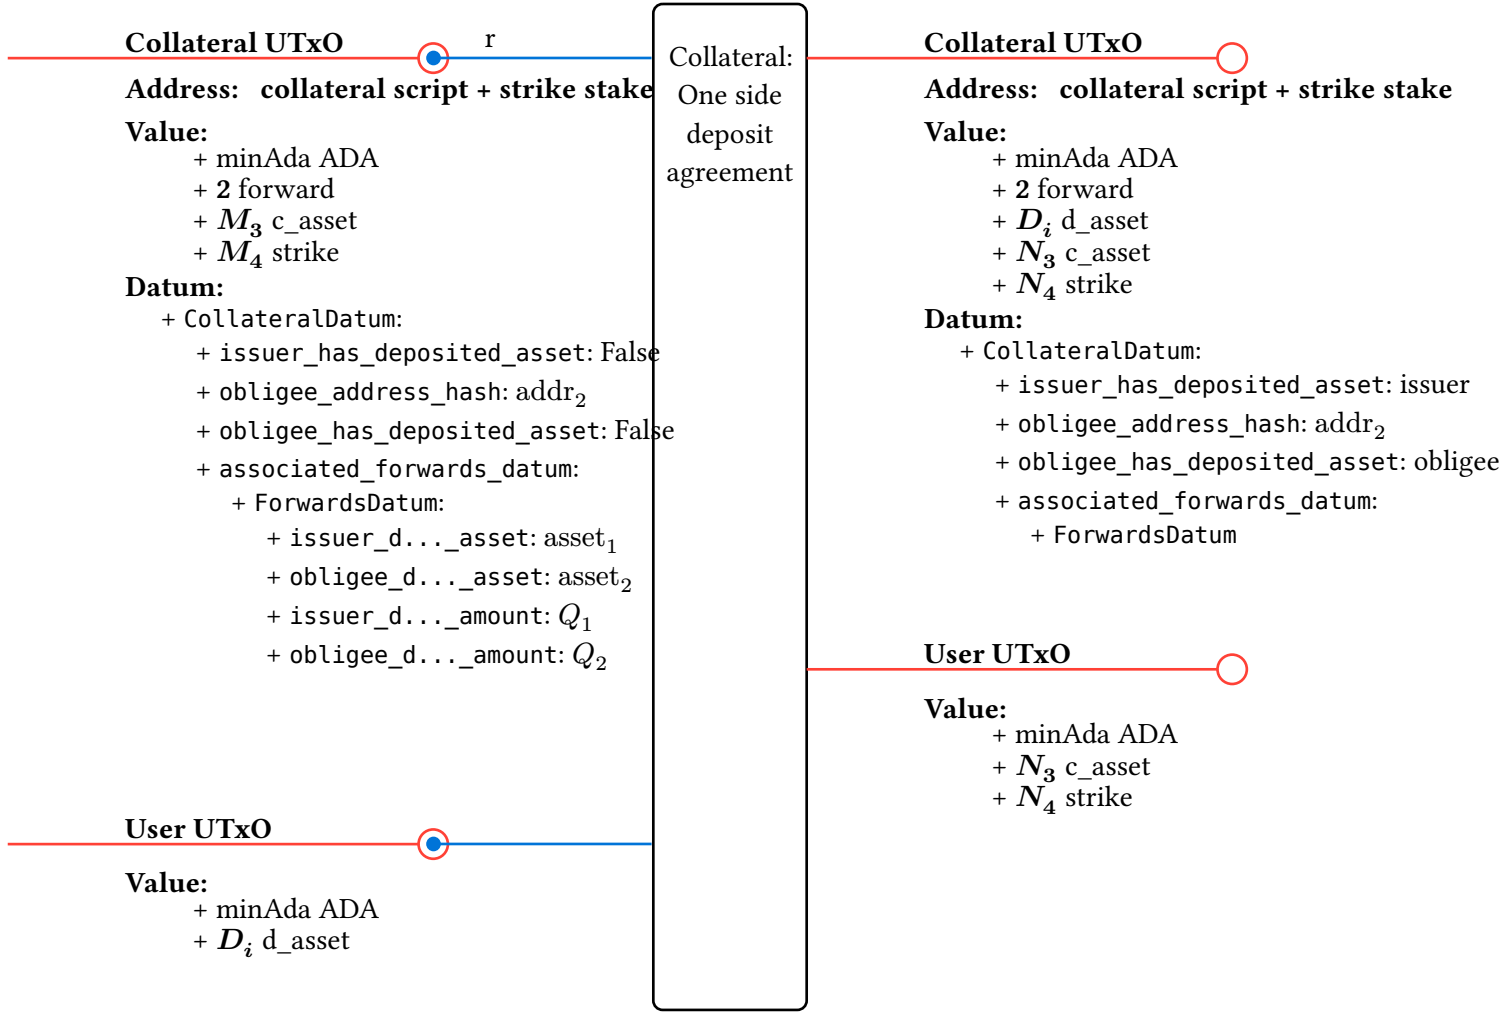 Collateral UTxO
r
Address: collateral script + strike stake
Value:
+ minAda ADA
+ 2 forward
+ M₃ c_asset
+ M₄ strike
Datum:
+ CollateralDatum:
+ issuer_has_deposited_asset: False
+ obligee_address_hash: addr₂
+ obligee_has_deposited_asset: False
+ associated_forwards_datum:
+ ForwardsDatum:
+ issuer_d..._asset: asset₁
+ obligee_d..._asset: asset₂
+ issuer_d..._amount: Q₁
+ obligee_d..._amount: Q₂
User UTxO
Value:
+ minAda ADA
+ Dᵢ d_asset
Collateral:
One side
deposit
agreement
Collateral UTxO
Address: collateral script + strike stake
Value:
+ minAda ADA
+ 2 forward
+ Dᵢ d_asset
+ N₃ c_asset
+ N₄ strike
Datum:
+ CollateralDatum:
+ issuer_has_deposited_asset: issuer
+ obligee_address_hash: addr₂
+ obligee_has_deposited_asset: obligee
+ associated_forwards_datum:
+ ForwardsDatum
User UTxO
Value:
+ minAda ADA
+ N₃ c_asset
+ N₄ strike